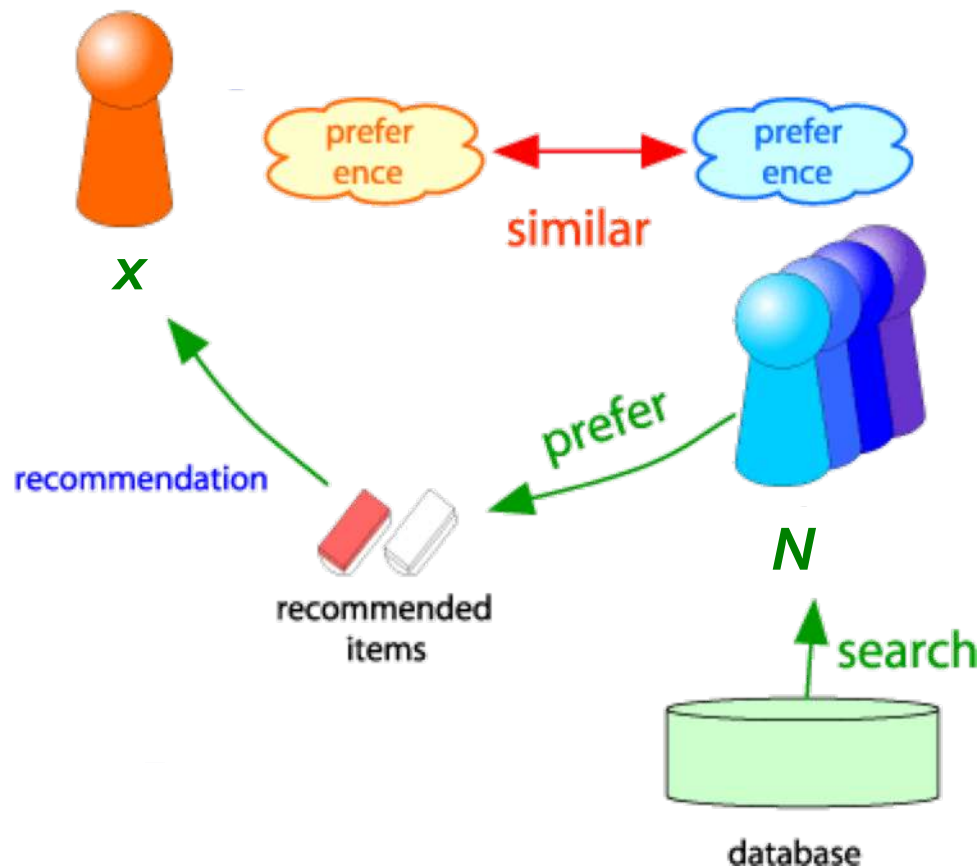 prefer
ence
prefer
ence
similar
x
prefer
recommendation
N
recommended
items
search
database